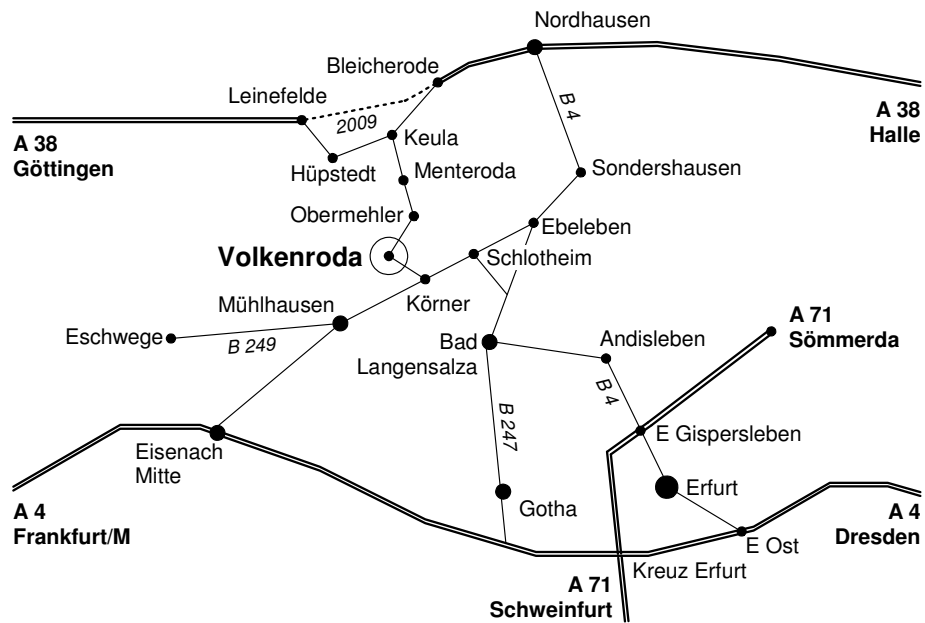 Nordhausen
Bleicherode
Leinefelde
B 4
2009
A 38
Halle
A 38
Göttingen
Keula
Hüpstedt
Menteroda
Sondershausen
Obermehler
Ebeleben
Volkenroda
Schlotheim
Mühlhausen
Körner
A 71
Sömmerda
Eschwege
B 249
Bad
Langensalza
Andisleben
B 4
B 247
E Gispersleben
Eisenach
Mitte
Erfurt
Gotha
A 4
Frankfurt/M
A 4
Dresden
E Ost
Kreuz Erfurt
A 71
Schweinfurt